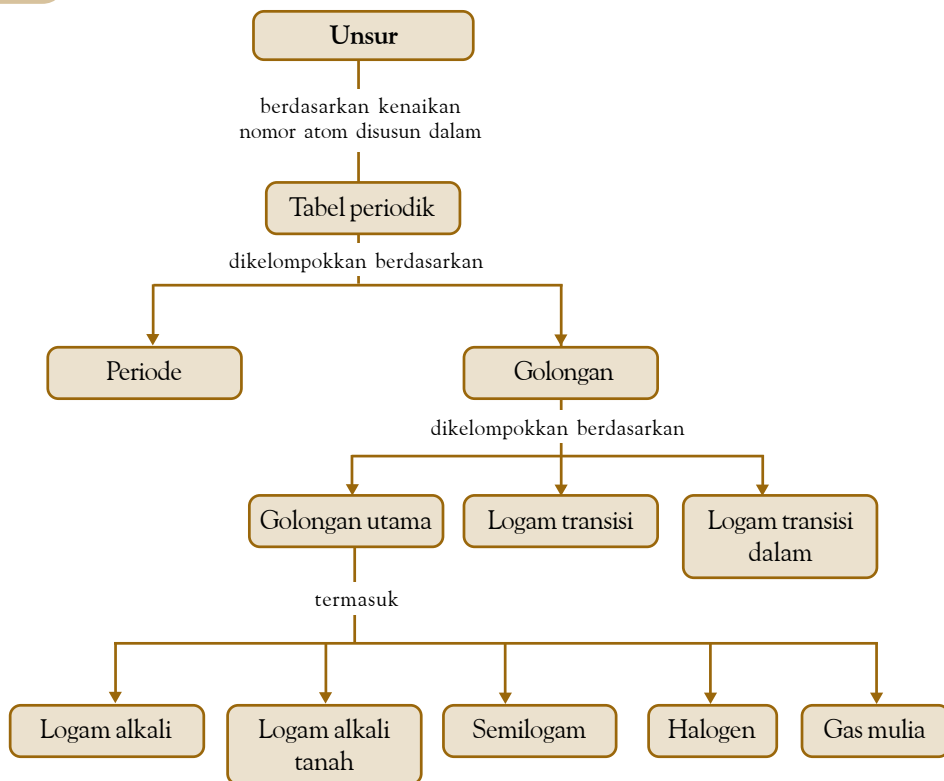 Unsur
berdasarkan kenaikan
nomor atom disusun dalam
Tabel periodik
dikelompokkan berdasarkan
Periode
Golongan
dikelompokkan berdasarkan
Golongan utama
Logam transisi
Logam transisi
dalam
termasuk
Logam alkali
Logam alkali
tanah
Semilogam
Halogen
Gas mulia